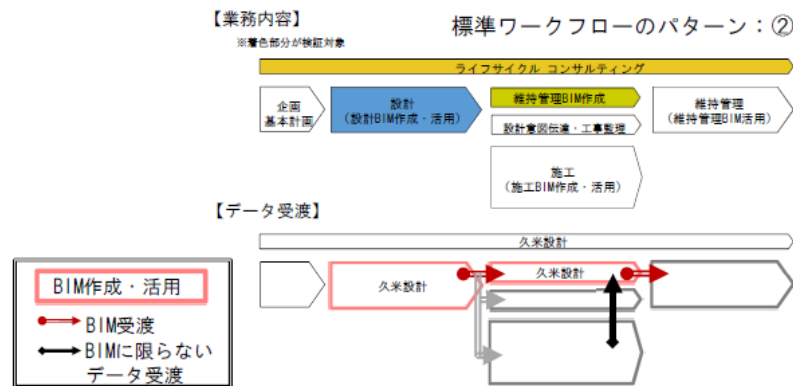 【業務内容】
標準ワークフローのパターン：②
※着色部分が検証対象
ライフサイクル コンサルティング
企画
基本計画
設計
（設計BIM作成・活用）
維持管理BIM作成
設計意図伝達・工事監理
維持管理
（維持管理BIM活用）
施工
（施工BIM作成・活用）
【データ受渡】
久米設計
久米設計
久米設計
BIM作成・活用
BIM受渡
BIMに限らない
データ受渡